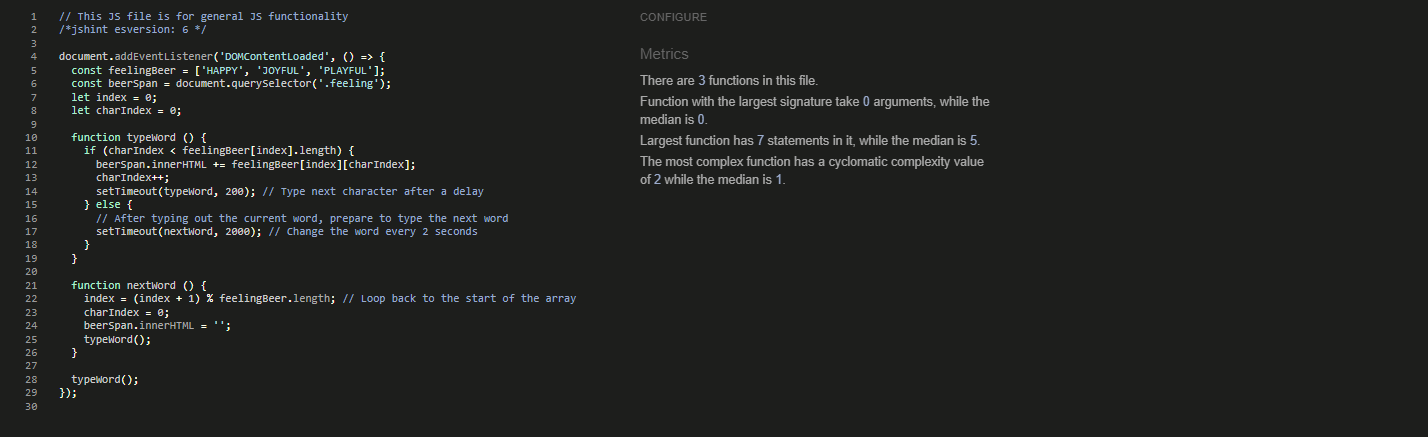 1 // This JS file is for general JS functionality
2 /*jshint esversion: 6 */
3
4 document.addEventListener('DOMContentLoaded', () => {
5   const feelingBeer = ['HAPPY', 'JOYFUL', 'PLAYFUL'];
6   const beerSpan = document.querySelector('.feeling');
7   let index = 0;
8   let charIndex = 0;
9
10   function typeWord () {
11     if (charIndex < feelingBeer[index].length) {
12       beerSpan.innerHTML += feelingBeer[index][charIndex];
13       charIndex++;
14       setTimeout(typeWord, 200); // Type next character after a delay
15     } else {
16       // After typing out the current word, prepare to type the next word
17       setTimeout(nextWord, 2000); // Change the word every 2 seconds
18     }
19   }
20
21   function nextWord () {
22     index = (index + 1) % feelingBeer.length; // Loop back to the start of the array
23     charIndex = 0;
24     beerSpan.innerHTML = '';
25     typeWord();
26   }
27
28   typeWord();
29 });
30
CONFIGURE
Metrics
There are 3 functions in this file.
Function with the largest signature take 0 arguments, while the
median is 0.
Largest function has 7 statements in it, while the median is 5.
The most complex function has a cyclomatic complexity value
of 2 while the median is 1.